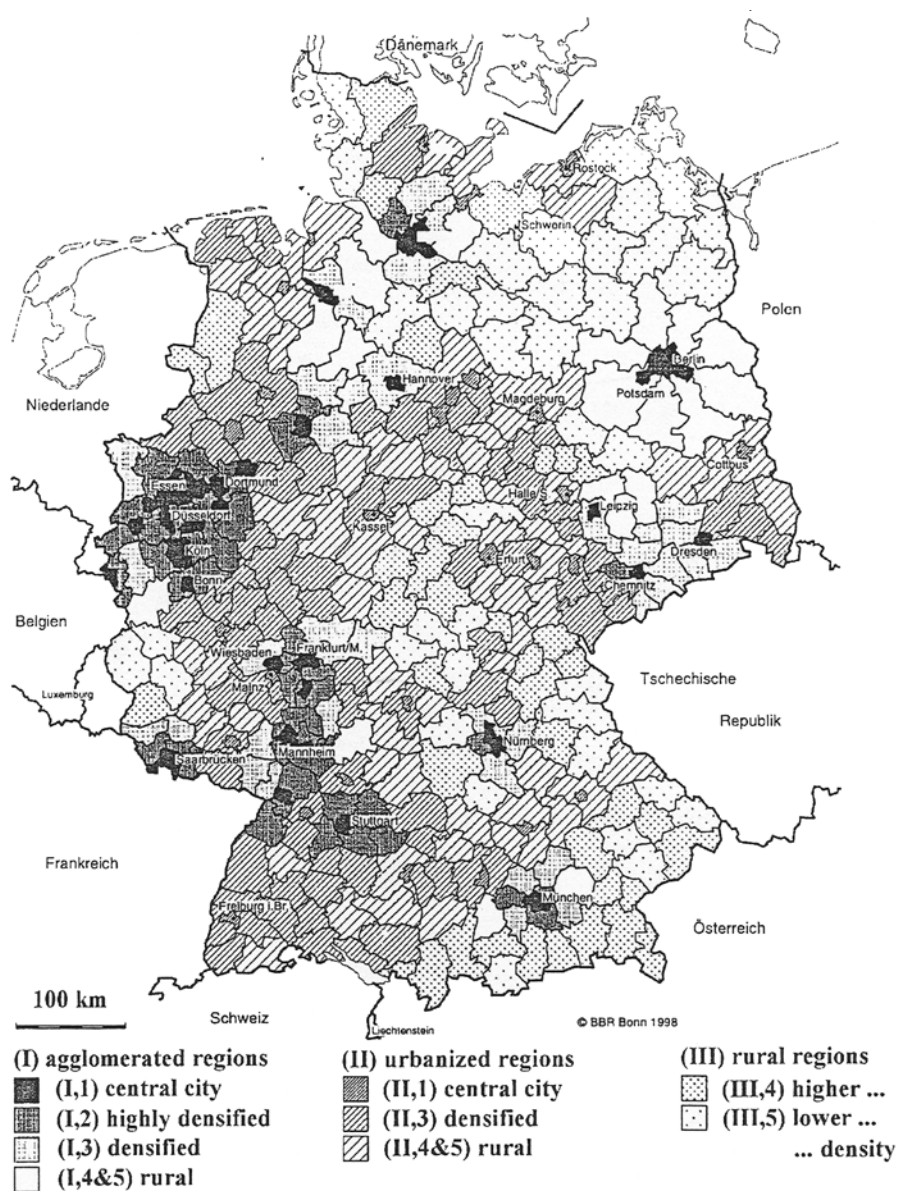 Dänemark
Rostock
Schwerin
Polen
Berlin
Potsdam
Hannover
Magdeburg
Niederlande
Cottbus
Essen
Dortmund
Halle S.
Leipzig
Düsseldorf
Kassel
Dresden
Köln
Erfurt
Chemnitz
Bonn
Belgien
Wiesbaden
Frankfurt/M.
Tschechische
Mainz
Luxemburg
Republik
Nürnberg
Mannheim
Saarbrücken
Stuttgart
Frankreich
München
Freiburg i.Br.
Österreich
100 km
Schweiz
Liechtenstein
© BBR Bonn 1998
(I) agglomerated regions
(I,1) central city
(I,2) highly densified
(I,3) densified
(I,4&5) rural
(II) urbanized regions
(II,1) central city
(II,3) densified
(II,4&5) rural
(III) rural regions
(III,4) higher ...
(III,5) lower ...
... density